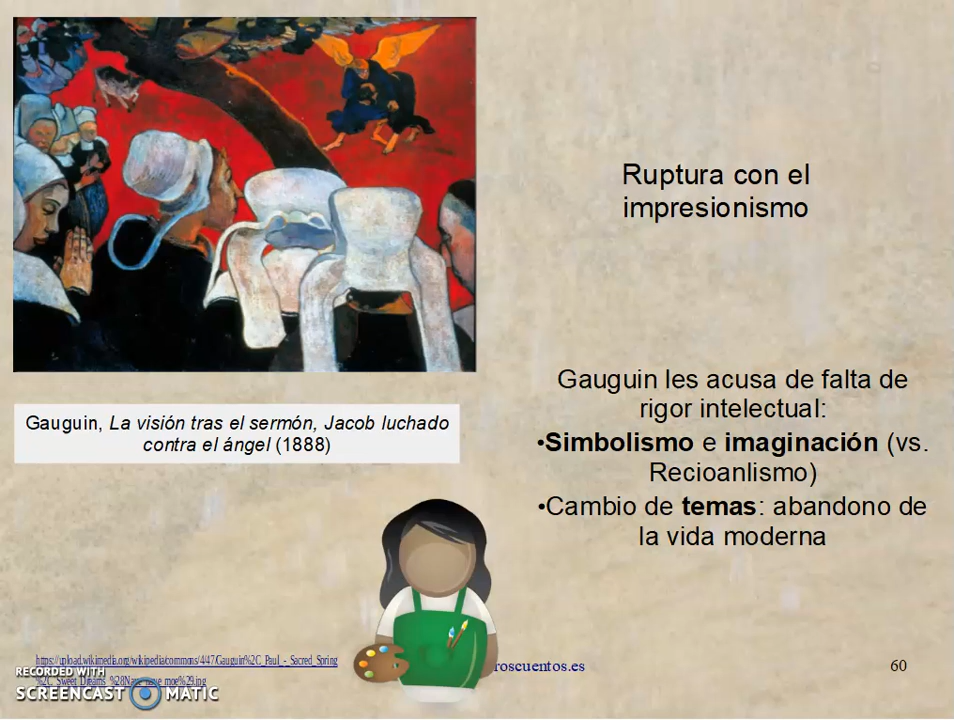 Ruptura con el
impresionismo
Gauguin, La visión tras el sermón, Jacob luchado
contra el ángel (1888)
Gauguin les acusa de falta de
rigor intelectual:
•Simbolismo e imaginación (vs.
Recioanlismo)
•Cambio de temas: abandono de
la vida moderna
https://upload.wikimedia.org/wikipedia/commons/4/47/Gauguin%2C_Paul_-_Sacred_Spring
%2C_Sweet_Dreams_%28Nave_nave_moe%29.jpg
roscuentos.es
60
RECORDED WITH
SCREENCAST MATIC